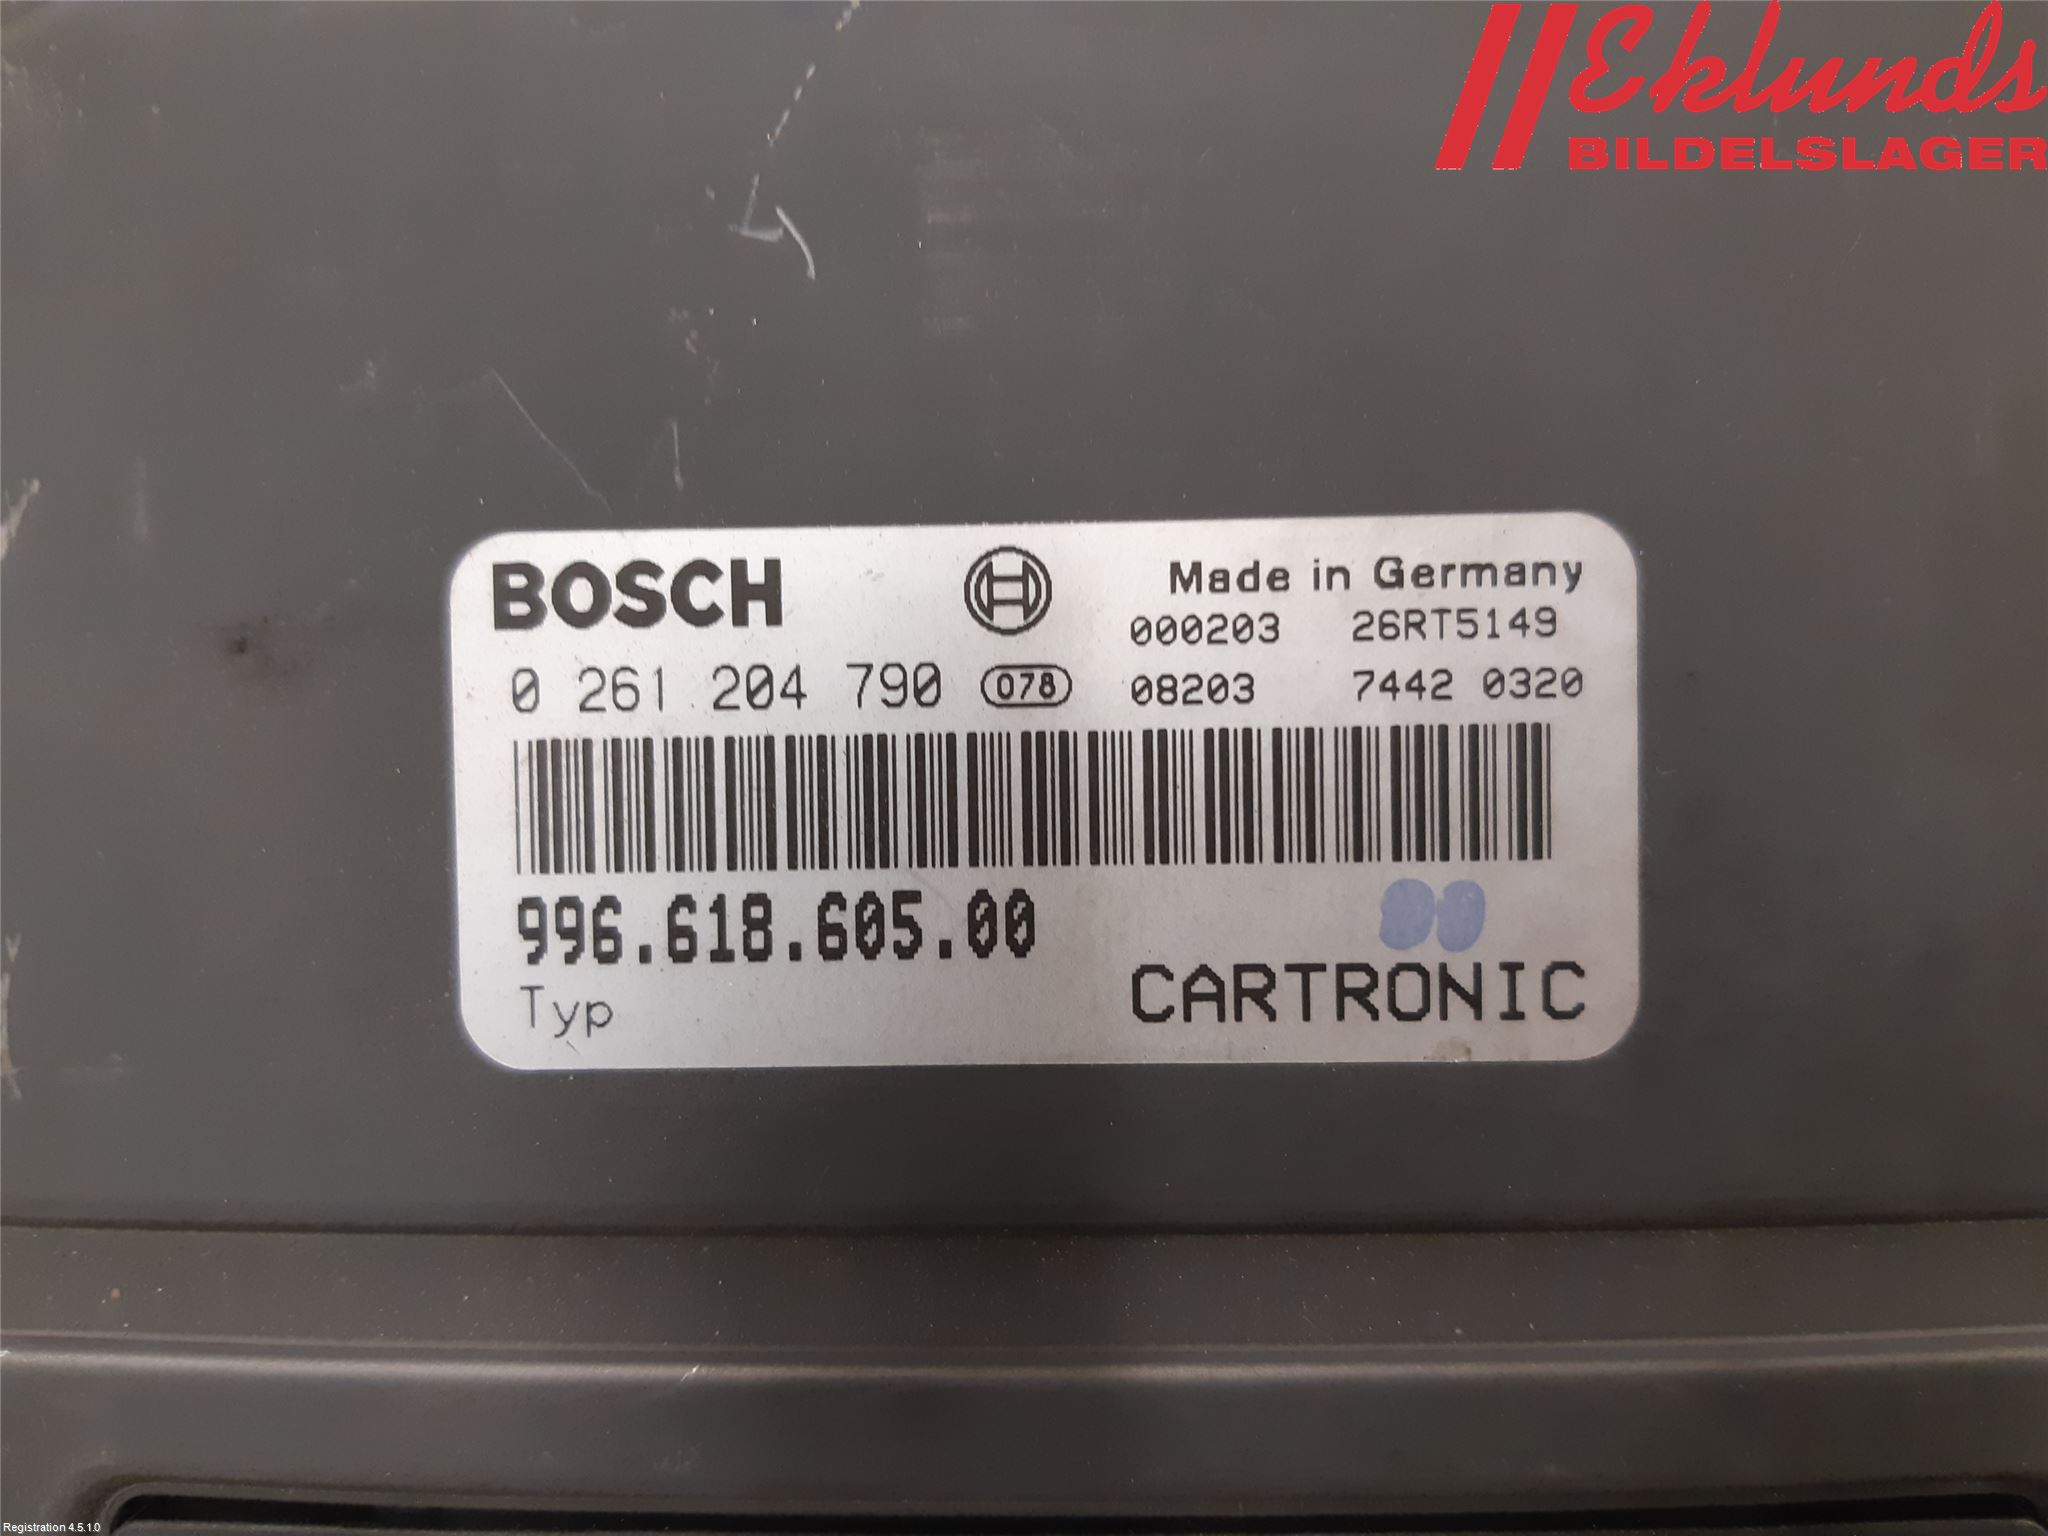 Eklunds
BILDELSLAGER
BOSCH
Made in Germany
000203 26RT5149
0 261 204 790 078 08203 7442 0320
996.618.605.00
Typ CARTRONIC
Registration 4.5.1.0